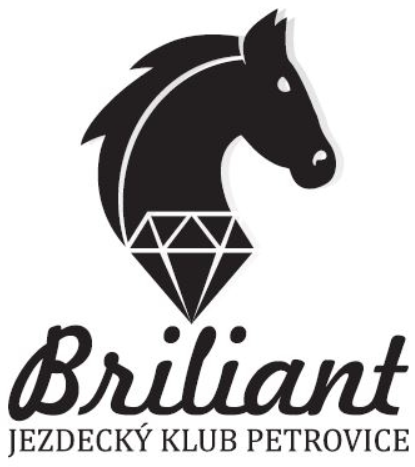 Briliant
JEZDECKÝ KLUB PETROVICE